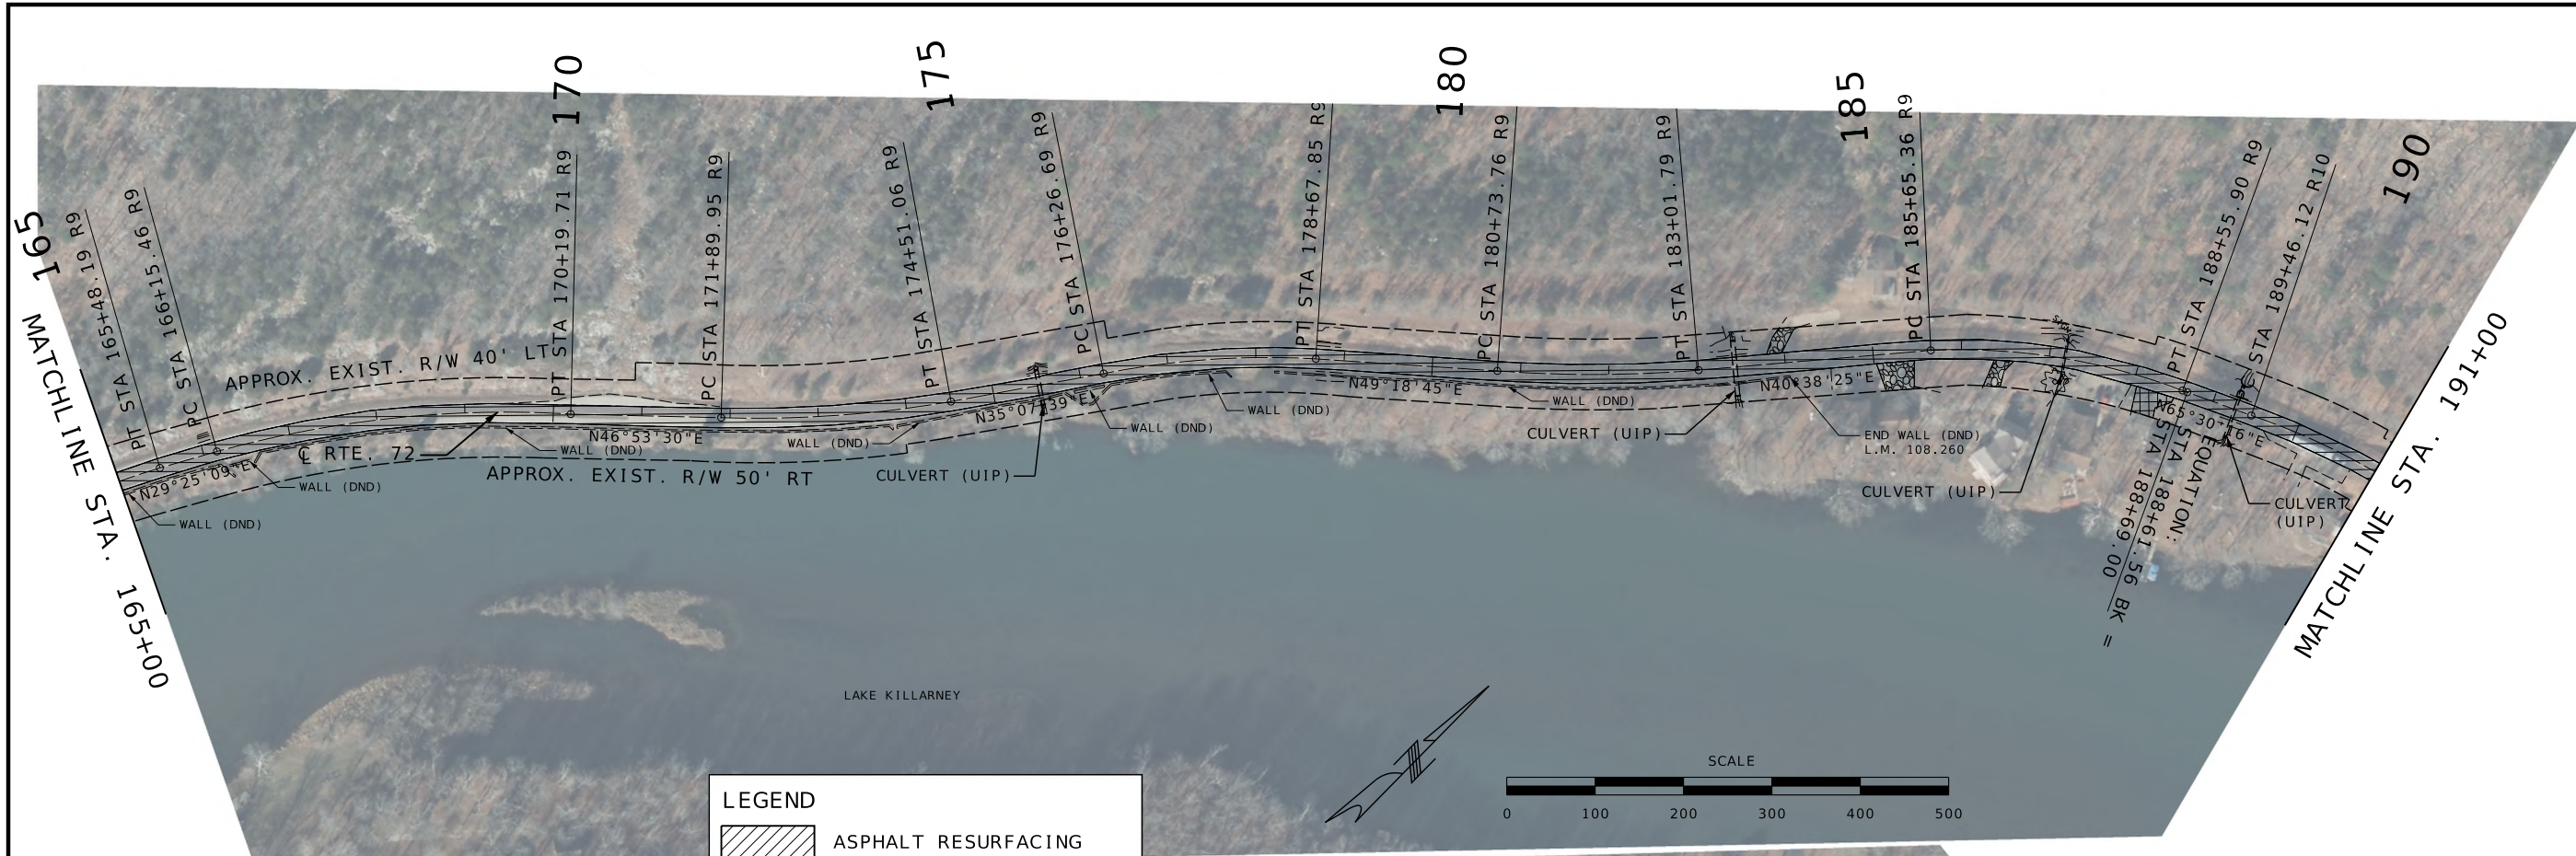 165
170
175
180
185
190
PT STA 165+48.19 R9
PC STA 166+15.46 R9
PT STA 170+19.71 R9
PC STA 171+89.95 R9
PT STA 174+51.06 R9
PC STA 176+26.69 R9
PT STA 178+67.85 R9
PC STA 180+73.76 R9
PT STA 183+01.79 R9
PC STA 185+65.36 R9
PT STA 188+55.90 R9
STA 189+46.12 R10
MATCHLINE STA. 165+00
APPROX. EXIST. R/W 40' LT
N29°25'09"E
WALL (DND)
WALL (DND)
℄ RTE. 72
WALL (DND)
N46°53'30"E
APPROX. EXIST. R/W 50' RT
WALL (DND)
N35°07'39"E
CULVERT (UIP)
WALL (DND)
WALL (DND)
N49°18'45"E
WALL (DND)
CULVERT (UIP)
N40°38'25"E
END WALL (DND)
L.M. 108.260
CULVERT (UIP)
N65°30'16"E
EQUATION:
STA 188+61.56 BK =
STA 188+69.00
CULVERT
(UIP)
MATCHLINE STA. 191+00
LAKE KILLARNEY
N
SCALE
0 100 200 300 400 500
LEGEND
ASPHALT RESURFACING